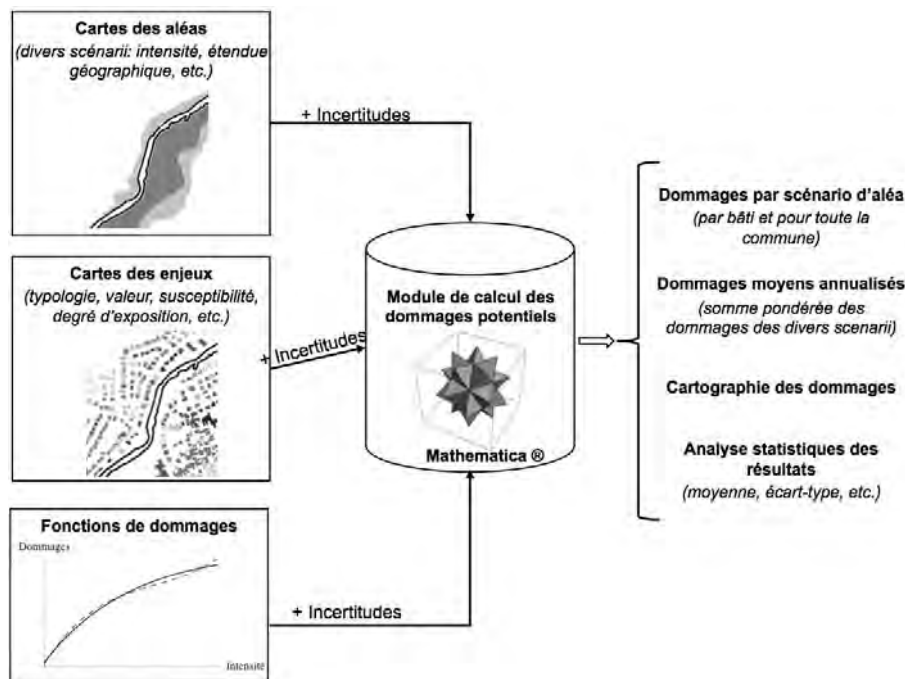 Cartes des aléas
(divers scénarii: intensité, étendue
géographique, etc.)
+ Incertitudes
Cartes des enjeux
(typologie, valeur, susceptibilité,
degré d'exposition, etc.)
+ Incertitudes
Fonctions de dommages
Dommages
Intensité
+ Incertitudes
Module de calcul des
dommages potentiels
Mathematica ®
Dommages par scénario d'aléa
(par bâti et pour toute la
commune)
Dommages moyens annualisés
(somme pondérée des
dommages des divers scenarii)
Cartographie des dommages
Analyse statistiques des
résultats
(moyenne, écart-type, etc.)